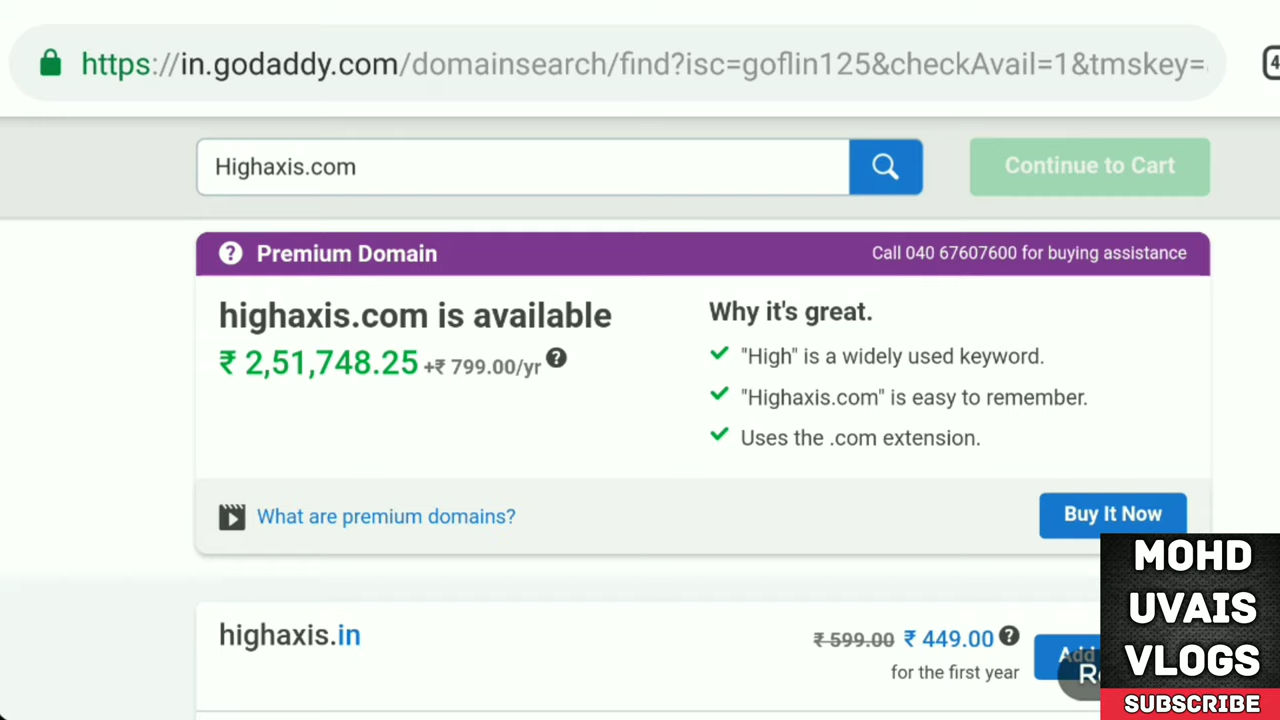 https://in.godaddy.com/domainsearch/find?isc=goflin125&checkAvail=1&tmskey=
4
Highaxis.com
Continue to Cart
Premium Domain
Call 040 67607600 for buying assistance
highaxis.com is available
₹ 2,51,748.25 +₹ 799.00/yr
Why it's great.
"High" is a widely used keyword.
"Highaxis.com" is easy to remember.
Uses the .com extension.
What are premium domains?
Buy It Now
highaxis.in
₹ 599.00 ₹ 449.00
for the first year
Add
MOHD
UVAIS
VLOGS
SUBSCRIBE